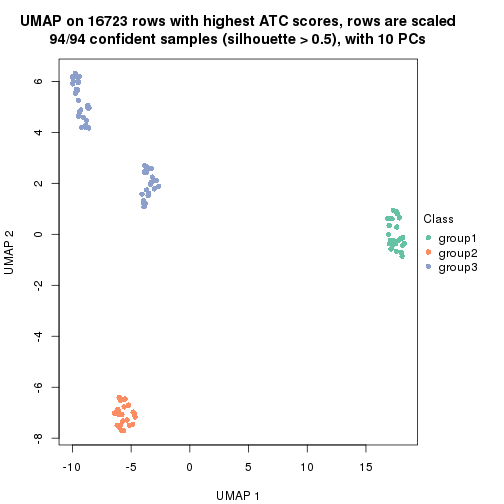 UMAP on 16723 rows with highest ATC scores, rows are scaled
94/94 confident samples (silhouette > 0.5), with 10 PCs
6
4
2
0
-2
-4
-6
-8
UMAP 2
-10
-5
0
5
10
15
UMAP 1
Class
group1
group2
group3